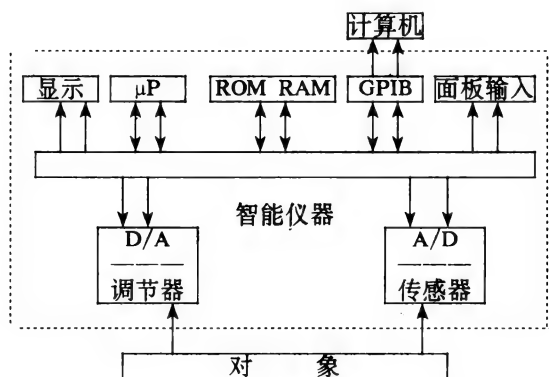 计算机
显示 μP ROM RAM GPIB 面板输入
智能仪器
D/A A/D
调节器 传感器
对 象